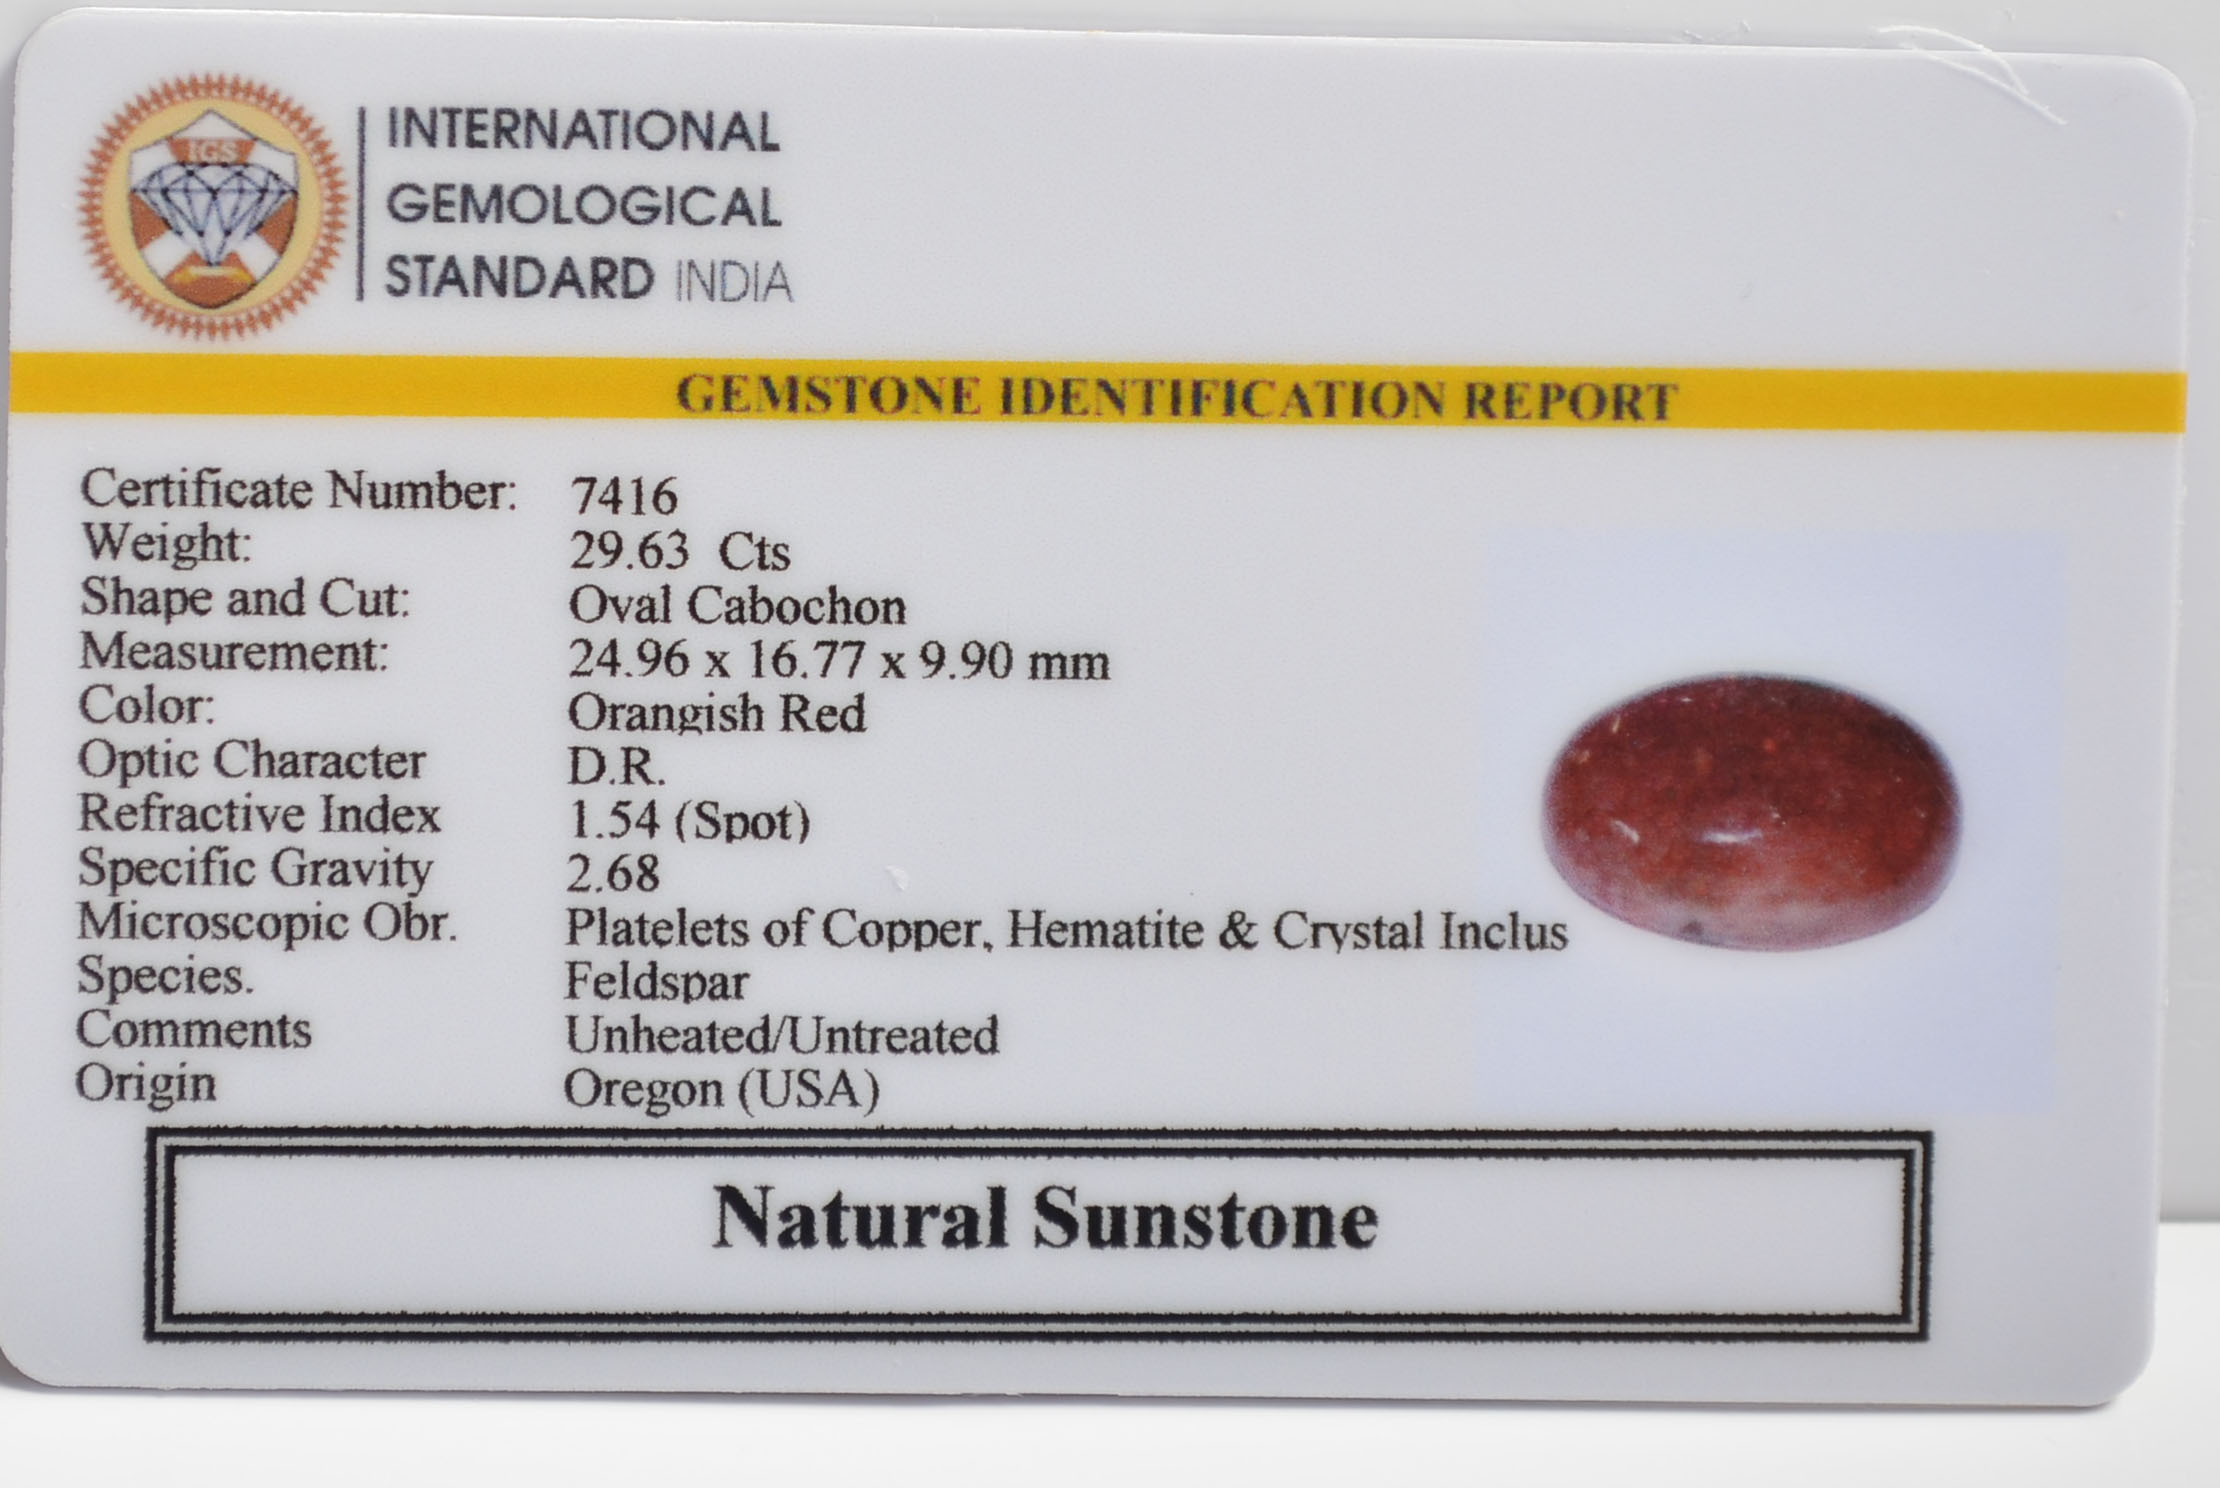 IGS
INTERNATIONAL
GEMOLOGICAL
STANDARD INDIA
GEMSTONE IDENTIFICATION REPORT
Certificate Number: 7416
Weight: 29.63 Cts
Shape and Cut: Oval Cabochon
Measurement: 24.96 x 16.77 x 9.90 mm
Color: Orangish Red
Optic Character D.R.
Refractive Index 1.54 (Spot)
Specific Gravity 2.68
Microscopic Obr. Platelets of Copper, Hematite & Crystal Inclus
Species. Feldspar
Comments Unheated/Untreated
Origin Oregon (USA)
Natural Sunstone